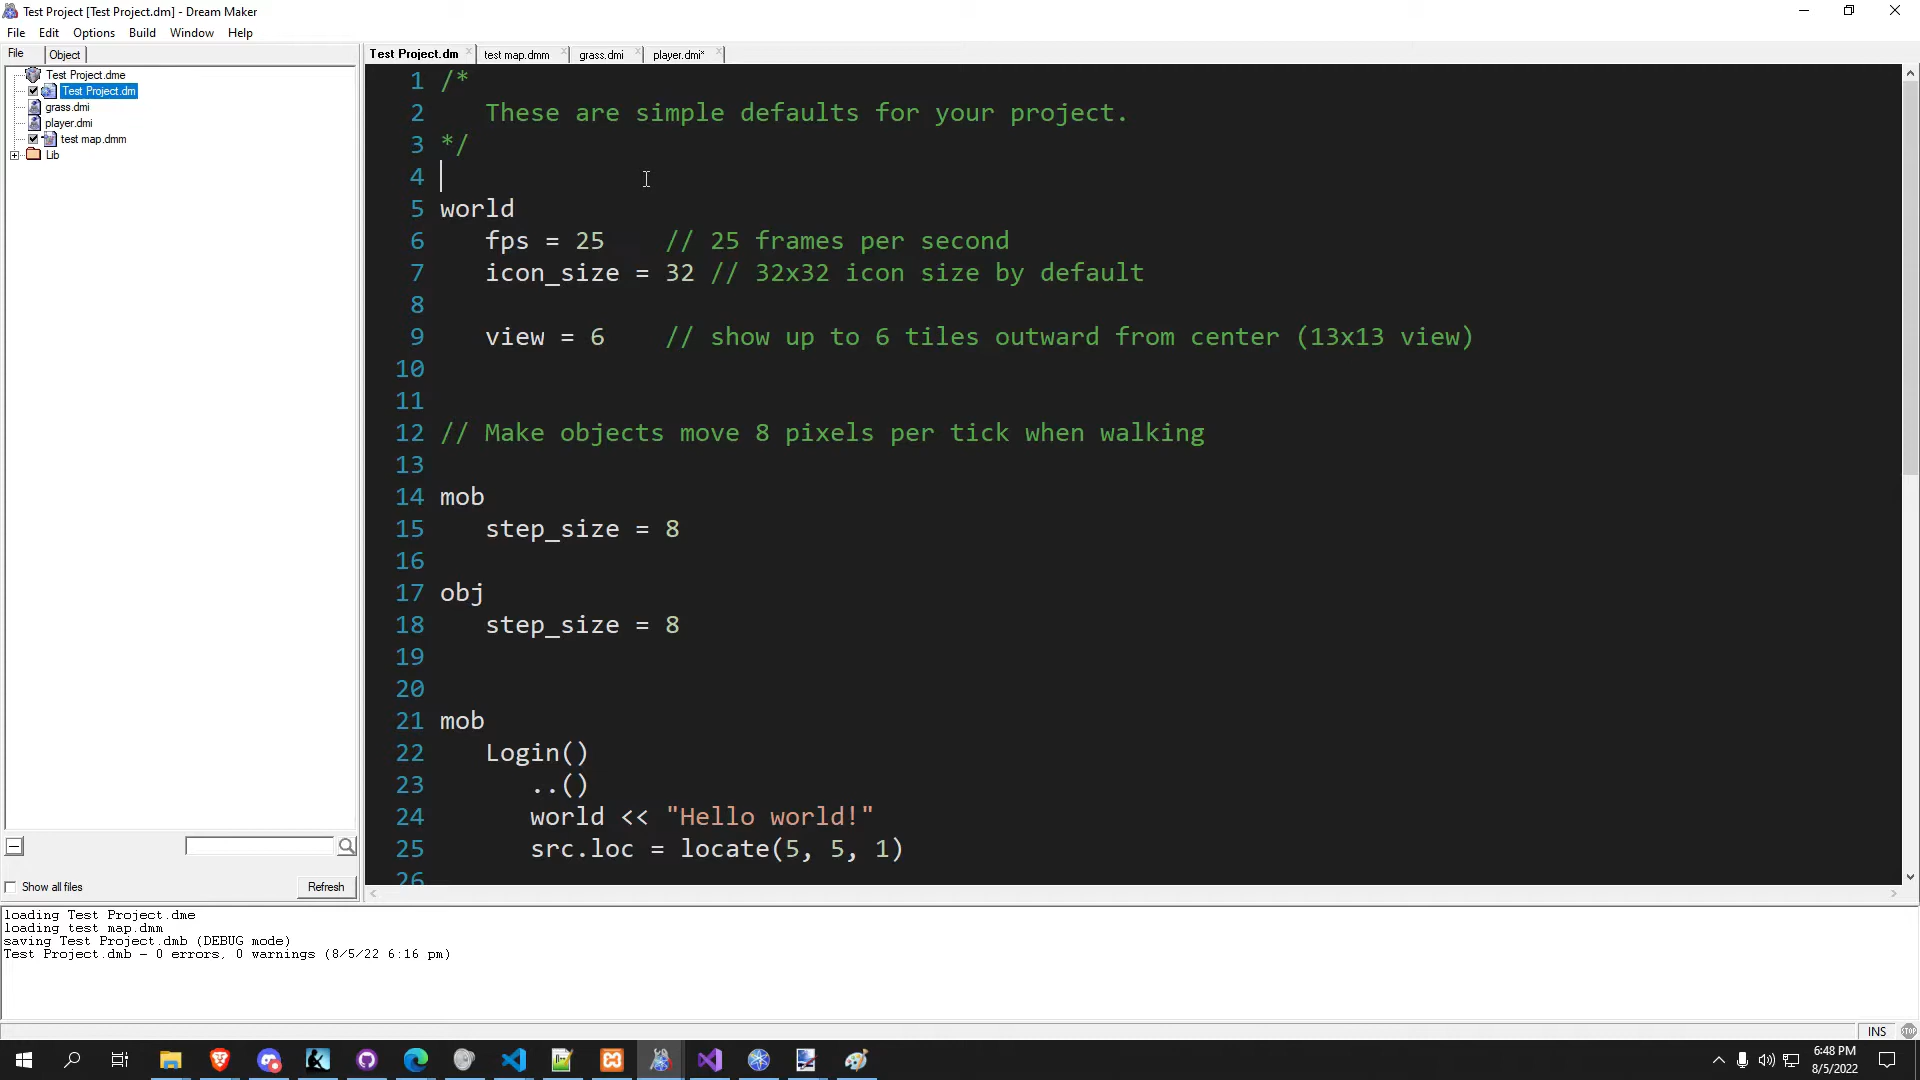 Test Project [Test Project.dm] - Dream Maker
File Edit Options Build Window Help
File Object
Test Project.dm test map.dmm grass.dmi player.dmi*
Test Project.dme
Test Project.dm
grass.dmi
player.dmi
test map.dmm
Lib
1 /*
2 These are simple defaults for your project.
3 */
4
5 world
6 fps = 25 // 25 frames per second
7 icon_size = 32 // 32x32 icon size by default
8
9 view = 6 // show up to 6 tiles outward from center (13x13 view)
10
11
12 // Make objects move 8 pixels per tick when walking
13
14 mob
15 step_size = 8
16
17 obj
18 step_size = 8
19
20
21 mob
22 Login()
23 ..()
24 world << "Hello world!"
25 src.loc = locate(5, 5, 1)
26
Show all files Refresh
loading Test Project.dme
loading test map.dmm
saving Test Project.dmb (DEBUG mode)
Test Project.dmb - 0 errors, 0 warnings (8/5/22 6:16 pm)
INS
STOP
6:48 PM
8/5/2022